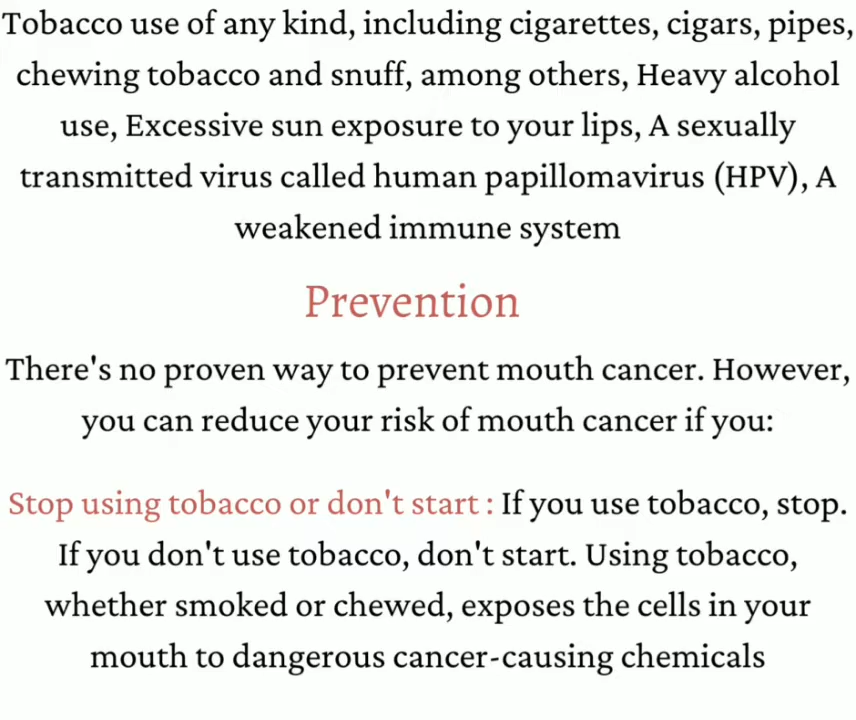 Tobacco use of any kind, including cigarettes, cigars, pipes,
chewing tobacco and snuff, among others, Heavy alcohol
use, Excessive sun exposure to your lips, A sexually
transmitted virus called human papillomavirus (HPV), A
weakened immune system
Prevention
There's no proven way to prevent mouth cancer. However,
you can reduce your risk of mouth cancer if you:
Stop using tobacco or don't start : If you use tobacco, stop.
If you don't use tobacco, don't start. Using tobacco,
whether smoked or chewed, exposes the cells in your
mouth to dangerous cancer-causing chemicals